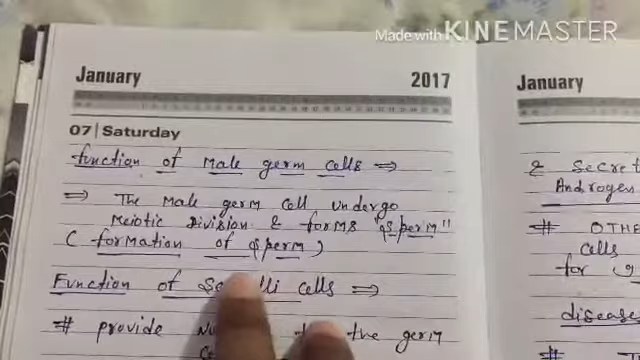 Made with KINEMASTER
January 2017
07 | Saturday
function of Male germ cells ⇒
⇒ The Male germ cell undergo
Meiotic Division & forms "sperm"
( formation of sperm )
Function of cells ⇒
# provide the germ
January
& Secret
Androgen
# OTHE
cells
for
disease
#